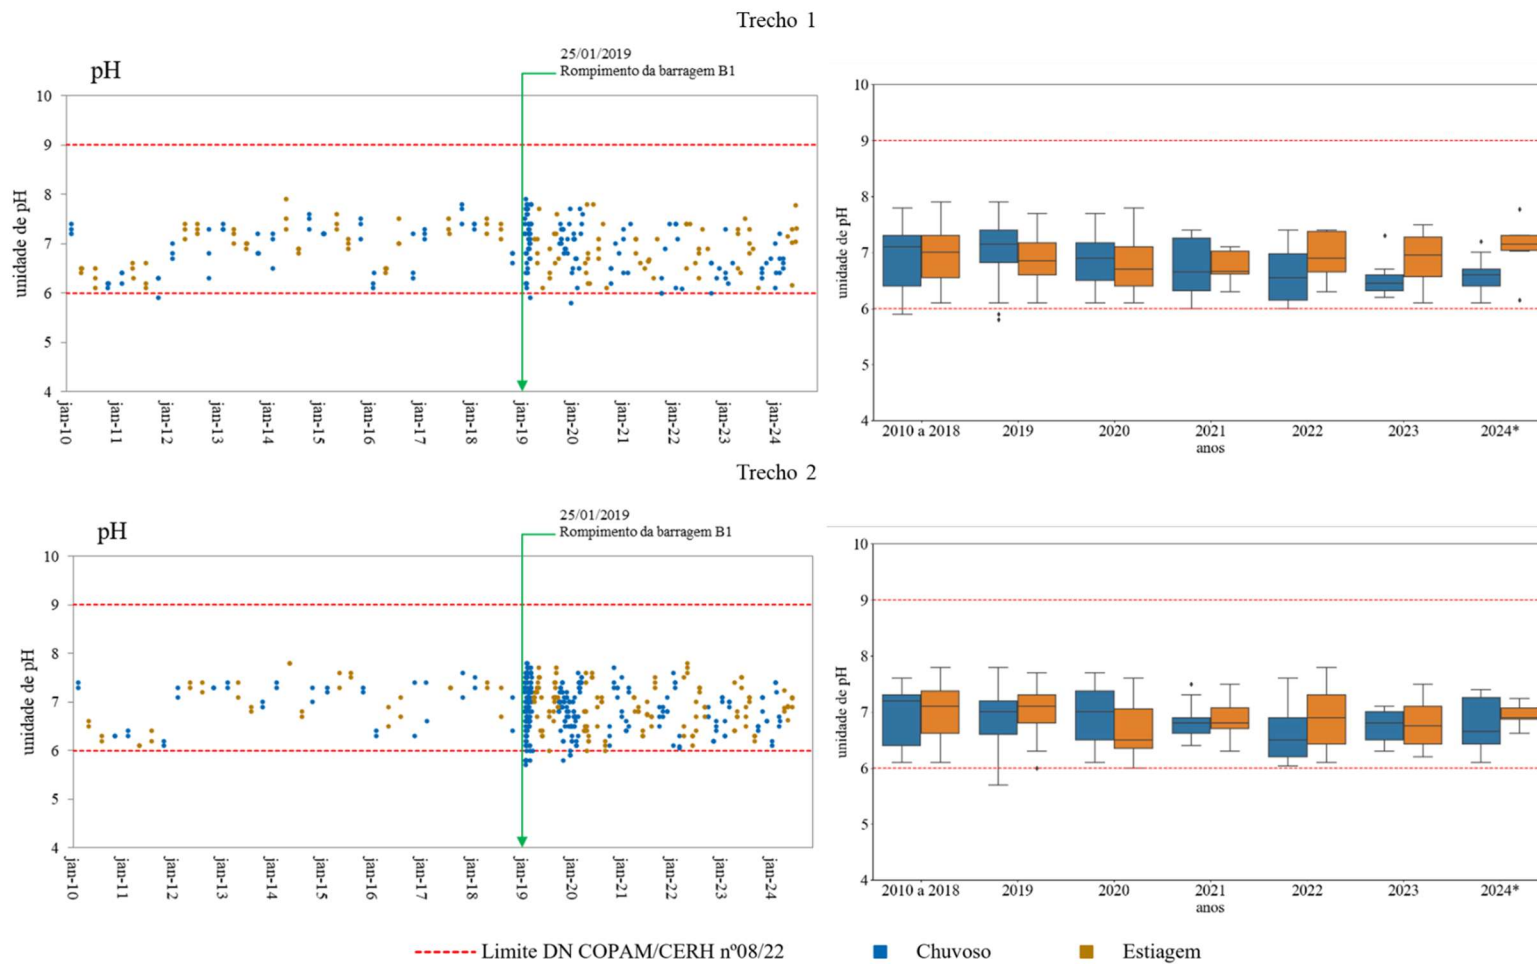 Trecho 1
25/01/2019
Rompimento da barragem B1
pH
unidade de pH
10
9
8
7
6
5
4
jan-10
jan-11
jan-12
jan-13
jan-14
jan-15
jan-16
jan-17
jan-18
jan-19
jan-20
jan-21
jan-22
jan-23
jan-24
unidade de pH
10
9
8
7
6
5
4
2010 a 2018
2019
2020
2021
2022
2023
2024*
anos
Trecho 2
25/01/2019
Rompimento da barragem B1
pH
unidade de pH
10
9
8
7
6
5
4
jan-10
jan-11
jan-12
jan-13
jan-14
jan-15
jan-16
jan-17
jan-18
jan-19
jan-20
jan-21
jan-22
jan-23
jan-24
unidade de pH
10
9
8
7
6
5
4
2010 a 2018
2019
2020
2021
2022
2023
2024*
anos
Limite DN COPAM/CERH nº08/22
Chuvoso
Estiagem